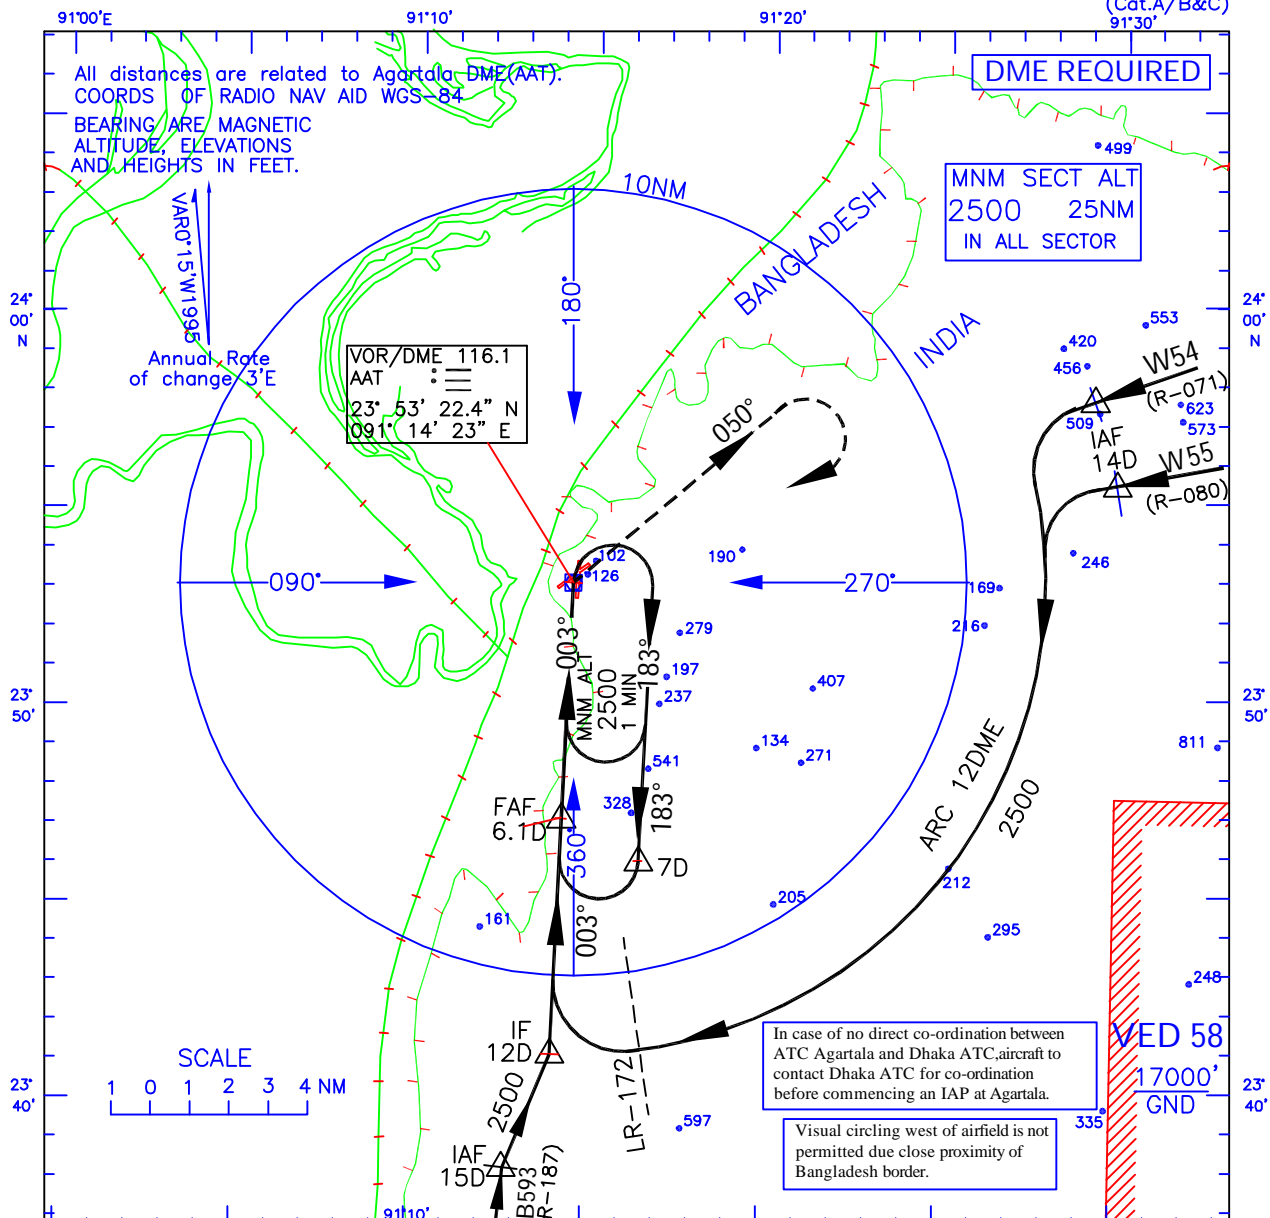 (Cat.A/B&C)
91°00'E
91°10'
91°20'
91°30'
All distances are related to Agartala DME(AAT).
COORDS OF RADIO NAV AID WGS-84
BEARING ARE MAGNETIC
ALTITUDE, ELEVATIONS
AND HEIGHTS IN FEET.
DME REQUIRED
499
MNM SECT ALT
2500 25NM
IN ALL SECTOR
10NM
BANGLADESH
INDIA
VAR0°15'W1995
Annual Rate
of change 3'E
180°
24°
00'
N
24°
00'
N
553
420
456
W54
(R-071)
623
573
509
IAF
14D
W55
(R-080)
VOR/DME 116.1
AAT
23° 53' 22.4" N
091° 14' 23" E
050°
102
126
190
246
090°
270°
169
216
279
003°
183°
MNM ALT
2500
1 MIN
197
237
407
23°
50'
23°
50'
134
271
811
541
328
183°
FAF
6.1D
360°
7D
ARC 12DME
2500
212
205
161
003°
295
248
IF
12D
2500
LR-172
In case of no direct co-ordination between
ATC Agartala and Dhaka ATC,aircraft to
contact Dhaka ATC for co-ordination
before commencing an IAP at Agartala.
VED 58
17000'
GND
SCALE
1 0 1 2 3 4 NM
23°
40'
23°
40'
335
597
Visual circling west of airfield is not
permitted due close proximity of
Bangladesh border.
IAF
15D
B593
R-187)
91°10'